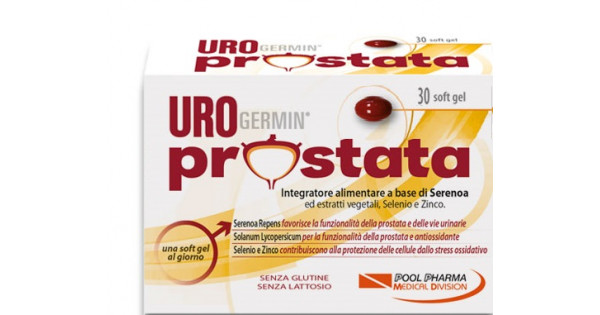 UROGERMIN®
prostata
30 soft gel
UROGERMIN®
30 soft gel
prostata
Integratore alimentare a base di Serenoa
ed estratti vegetali, Selenio e Zinco.
Serenoa Repens favorisce la funzionalità della prostata e delle vie urinarie
Solanum Lycopersicum per la funzionalità della prostata e antiossidante
Selenio e Zinco contribuiscono alla protezione delle cellule dallo stress ossidativo
una soft gel
al giorno
SENZA GLUTINE
SENZA LATTOSIO
POOL PHARMA
MEDICAL DIVISION